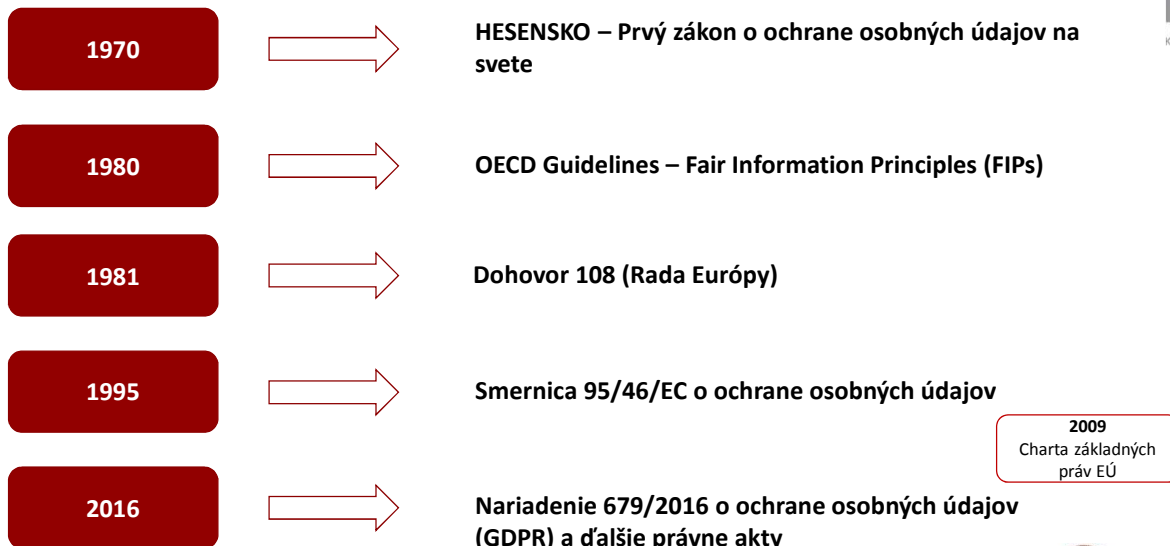 1970
HESENSKO – Prvý zákon o ochrane osobných údajov na
svete
1980
OECD Guidelines – Fair Information Principles (FIPs)
1981
Dohovor 108 (Rada Európy)
1995
Smernica 95/46/EC o ochrane osobných údajov
2009
Charta základných
práv EÚ
2016
Nariadenie 679/2016 o ochrane osobných údajov
(GDPR) a ďalšie právne akty